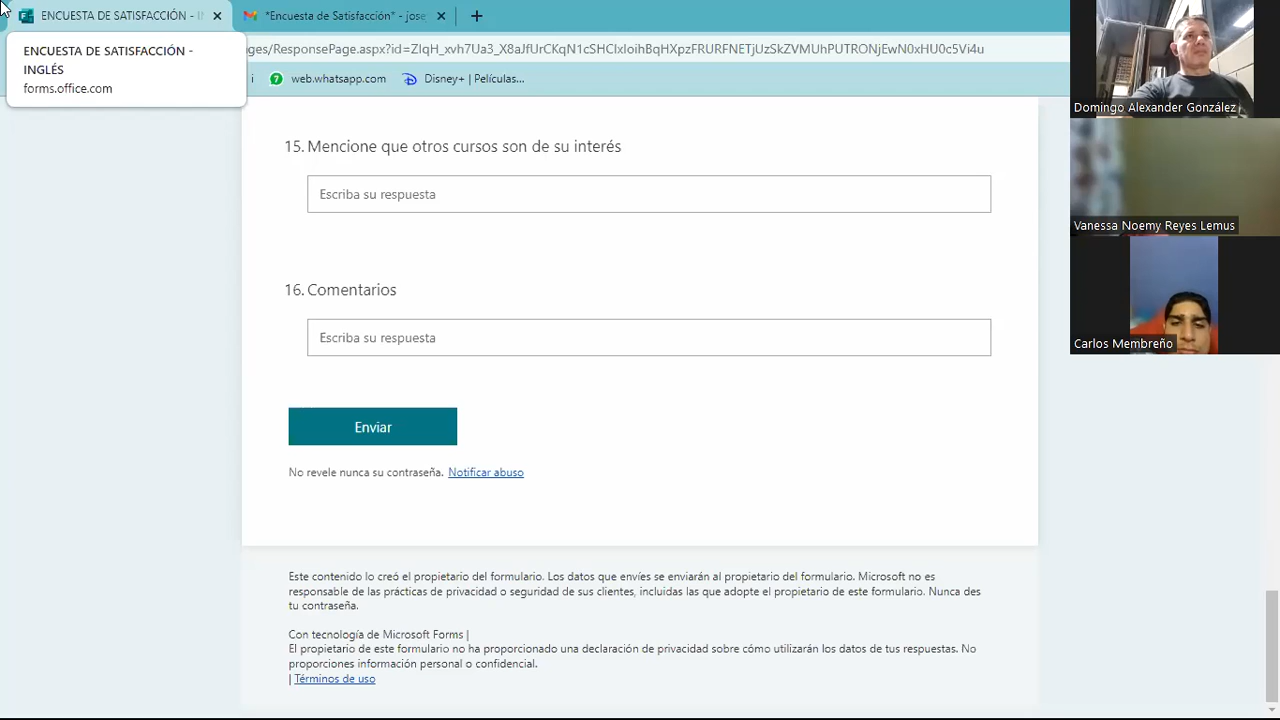 ENCUESTA DE SATISFACCIÓN - I
*Encuesta de Satisfacción* - jose
ENCUESTA DE SATISFACCIÓN -
INGLÉS
forms.office.com
ages/ResponsePage.aspx?id=
web.whatsapp.com
Disney+ | Películas...
15. Mencione que otros cursos son de su interés
Escriba su respuesta
16. Comentarios
Escriba su respuesta
Enviar
No revele nunca su contraseña. Notificar abuso
Este contenido lo creó el propietario del formulario. Los datos que envíes se enviarán al propietario del formulario. Microsoft no es
responsable de las prácticas de privacidad o seguridad de sus clientes, incluidas las que adopte el propietario de este formulario. Nunca des
tu contraseña.
Con tecnología de Microsoft Forms |
El propietario de este formulario no ha proporcionado una declaración de privacidad sobre cómo utilizarán los datos de tus respuestas. No
proporciones información personal o confidencial.
| Términos de uso
Domingo Alexander González
Vanessa Noemy Reyes Lemus
Carlos Membreño